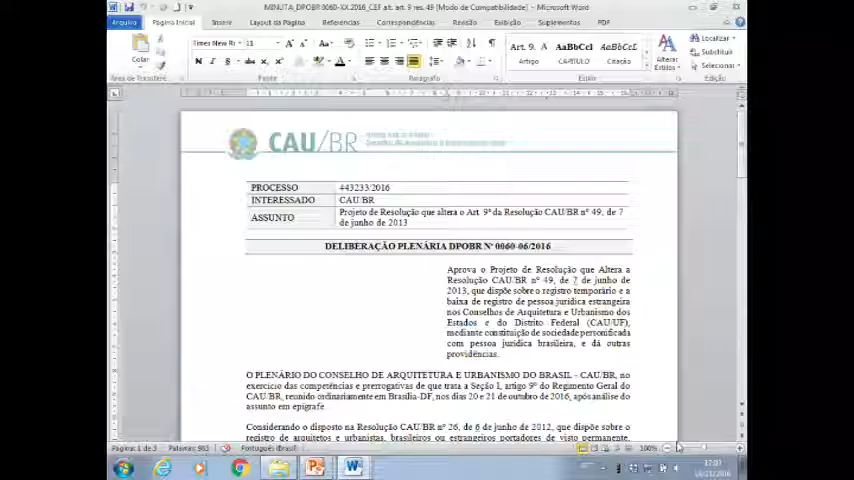 MINUTA_DPOBR 0060-XX.2016_CEF alt. art. 9 res. 49 [Modo de Compatibilidade] - Microsoft Word
Arquivo Página Inicial Inserir Layout da Página Referências Correspondências Revisão Exibição Suplementos PDF
Times New Ro 11 Aa
Colar
N I S abc
Art. 9. A AaBbCcI AaBbCcL
Artigo CAPITULO Citação
Alterar Estilos
Localizar
Substituir
Selecionar
Área de Transferê... Fonte Parágrafo Estilo Edição
CAU/BR
PROCESSO 443233/2016
INTERESSADO CAU/BR
ASSUNTO Projeto de Resolução que altera o Art. 9º da Resolução CAU/BR nº 49, de 7
de junho de 2013
DELIBERAÇÃO PLENÁRIA DPOBR Nº 0060-06/2016
Aprova o Projeto de Resolução que Altera a
Resolução CAU/BR nº 49, de 7 de junho de
2013, que dispõe sobre o registro temporário e a
baixa de registro de pessoa jurídica estrangeira
nos Conselhos de Arquitetura e Urbanismo dos
Estados e do Distrito Federal (CAU/UF),
mediante constituição de sociedade personificada
com pessoa jurídica brasileira, e dá outras
providências.
O PLENÁRIO DO CONSELHO DE ARQUITETURA E URBANISMO DO BRASIL - CAU/BR, no
exercício das competências e prerrogativas de que trata a Seção I, artigo 9º do Regimento Geral do
CAU/BR, reunido ordinariamente em Brasília-DF, nos dias 20 e 21 de outubro de 2016, após análise do
assunto em epígrafe
Considerando o disposto na Resolução CAU/BR nº 26, de 6 de junho de 2012, que dispõe sobre o
registro de arquitetos e urbanistas, brasileiros ou estrangeiros portadores de visto permanente,
Página: 1 de 3 Palavras: 983 Português (Brasil) 100%